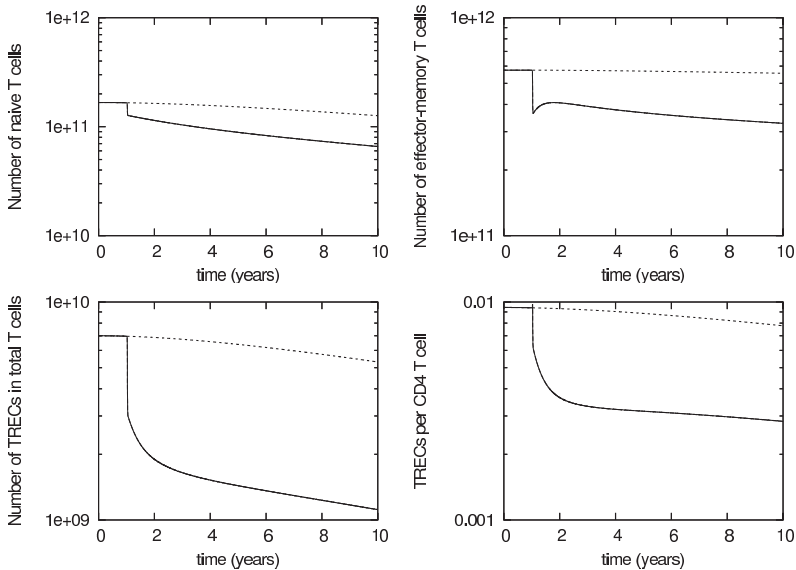 Number of naive T cells
1e+12
1e+11
1e+10
0 2 4 6 8 10
time (years)
Number of effector-memory T cells
1e+12
1e+11
0 2 4 6 8 10
time (years)
Number of TRECs in total T cells
1e+10
1e+09
0 2 4 6 8 10
time (years)
TRECs per CD4 T cell
0.01
0.001
0 2 4 6 8 10
time (years)